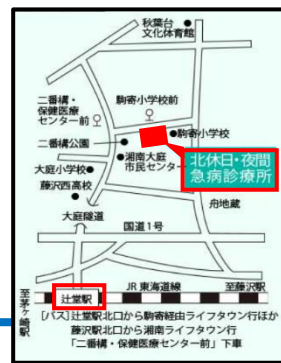 秋葉台
文化体育館
二番構・
保健医療
センター前
駒寄小学校前
二番構公園
駒寄小学校
湘南大庭
市民センター
北休日・夜間
急病診療所
大庭小学校
藤沢西高校
舟地蔵
大庭隧道
国道1号
至茅ヶ崎駅
辻堂駅
JR 東海道線
至藤沢駅
[バス]辻堂駅北口から駒寄経由ライフタウン行ほか
藤沢駅北口から湘南ライフタウン行
「二番構・保健医療センター前」下車